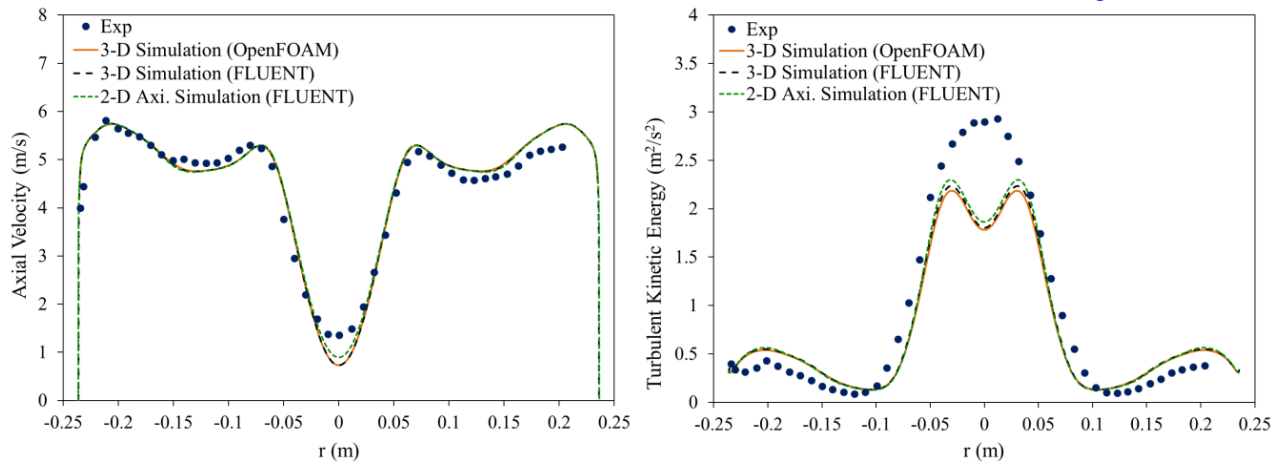 8
7
6
5
4
3
2
1
0
Axial Velocity (m/s)
Exp
3-D Simulation (OpenFOAM)
3-D Simulation (FLUENT)
2-D Axi. Simulation (FLUENT)
-0.25 -0.2 -0.15 -0.1 -0.05 0 0.05 0.1 0.15 0.2 0.25
r (m)
4
3.5
3
2.5
2
1.5
1
0.5
0
Turbulent Kinetic Energy (m²/s²)
Exp
3-D Simulation (OpenFOAM)
3-D Simulation (FLUENT)
2-D Axi. Simulation (FLUENT)
-0.25 -0.2 -0.15 -0.1 -0.05 0 0.05 0.1 0.15 0.2 0.25
r (m)